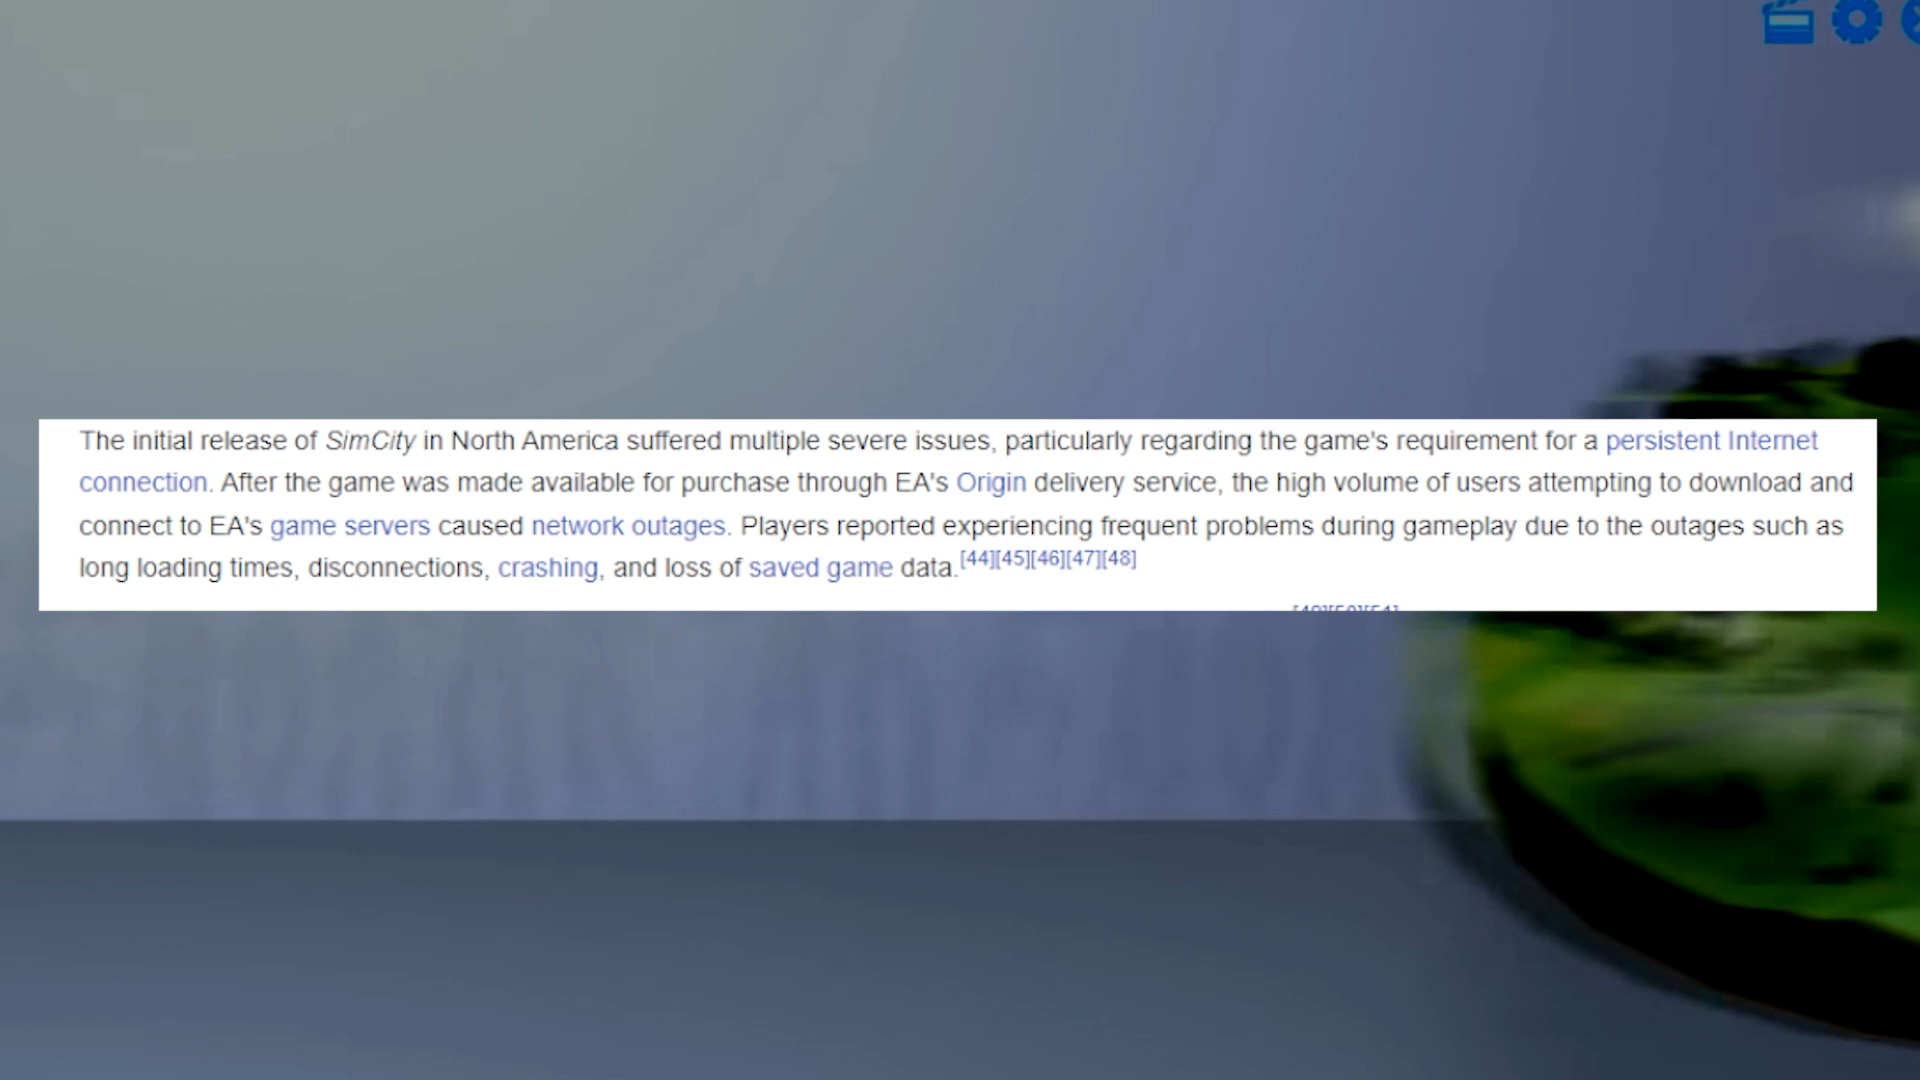 The initial release of SimCity in North America suffered multiple severe issues, particularly regarding the game's requirement for a persistent Internet
connection. After the game was made available for purchase through EA's Origin delivery service, the high volume of users attempting to download and
connect to EA's game servers caused network outages. Players reported experiencing frequent problems during gameplay due to the outages such as
long loading times, disconnections, crashing, and loss of saved game data.[44][45][46][47][48]